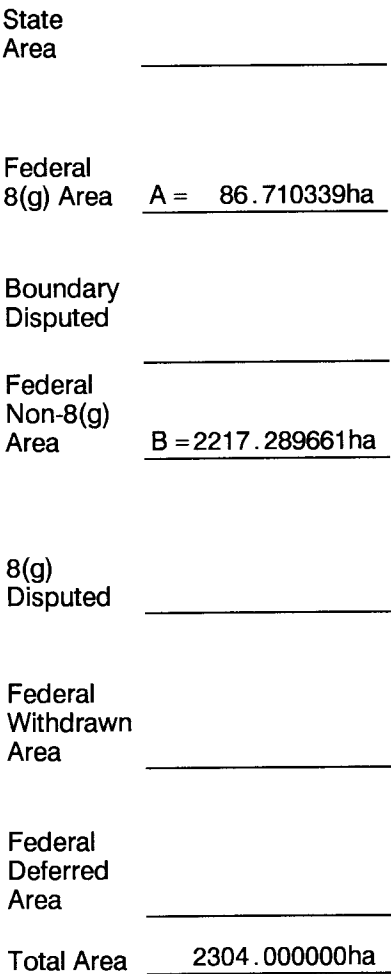 State
Area
Federal
8(g) Area A = 86.710339ha
Boundary
Disputed
Federal
Non-8(g)
Area B =2217.289661ha
8(g)
Disputed
Federal
Withdrawn
Area
Federal
Deferred
Area
Total Area 2304.000000ha